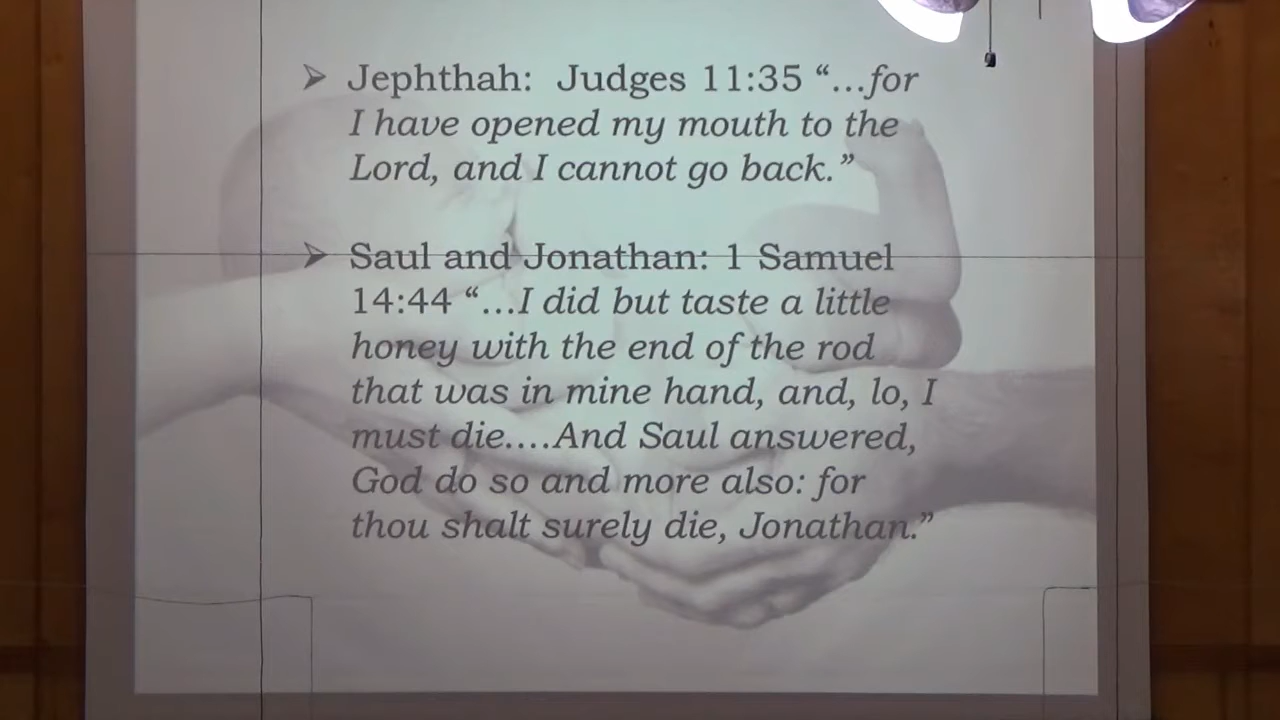 ➢ Jephthah: Judges 11:35 “…for
I have opened my mouth to the
Lord, and I cannot go back.”
➢ Saul and Jonathan: 1 Samuel
14:44 “…I did but taste a little
honey with the end of the rod
that was in mine hand, and, lo, I
must die….And Saul answered,
God do so and more also: for
thou shalt surely die, Jonathan.”